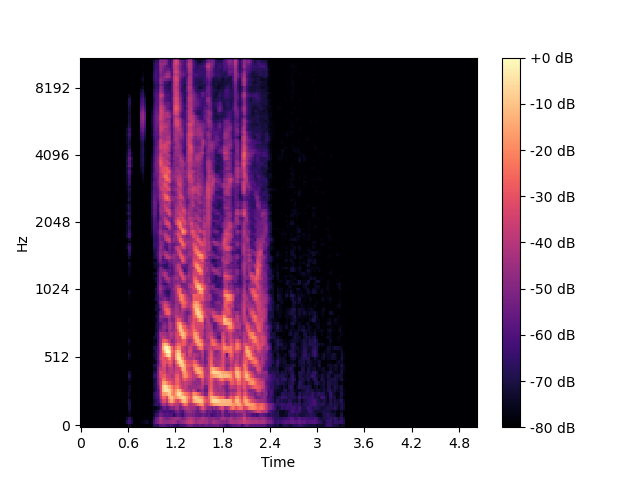 8192
4096
2048
1024
512
0
Hz
0 0.6 1.2 1.8 2.4 3 3.6 4.2 4.8
Time
+0 dB
-10 dB
-20 dB
-30 dB
-40 dB
-50 dB
-60 dB
-70 dB
-80 dB